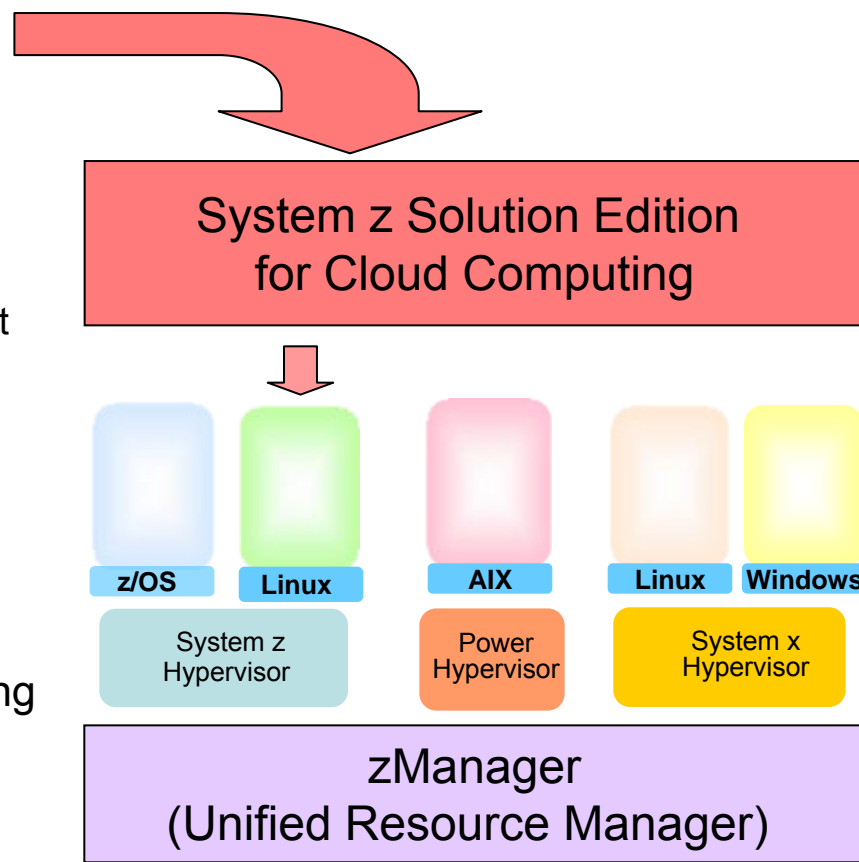 System z Solution Edition
for Cloud Computing
t
z/OS
Linux
AIX
Linux
Windows
System z
Hypervisor
Power
Hypervisor
System x
Hypervisor
ng
zManager
(Unified Resource Manager)